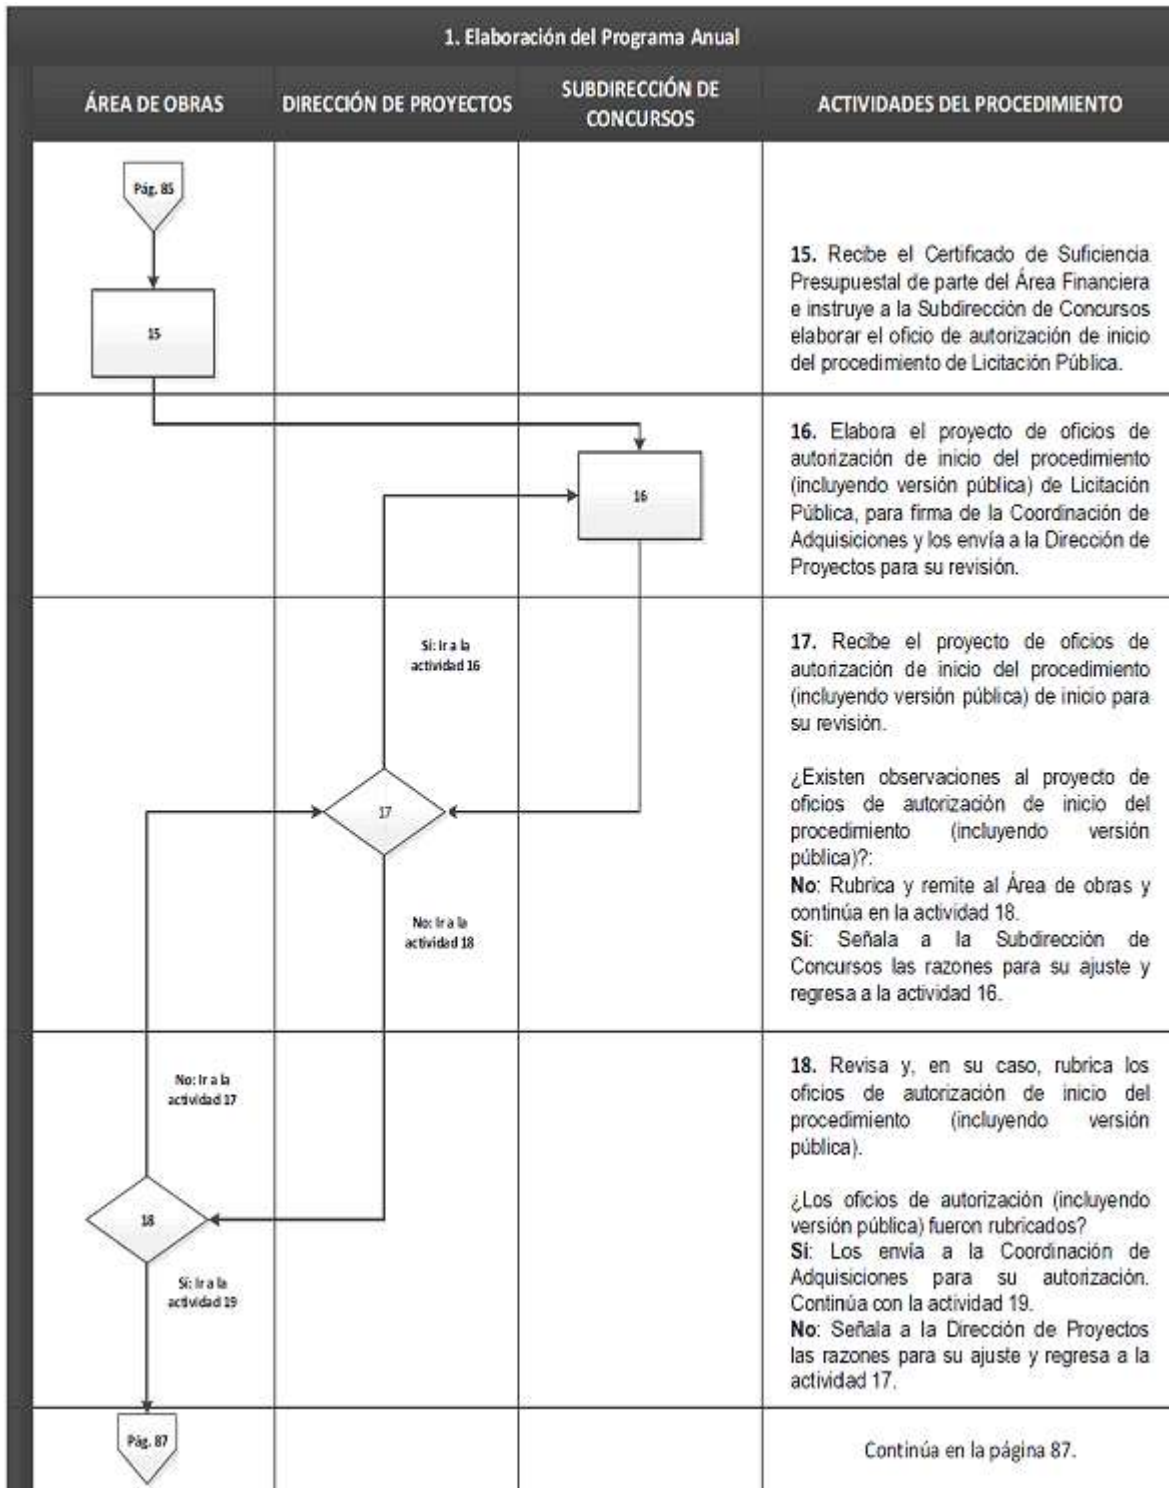 1. Elaboración del Programa Anual
ÁREA DE OBRAS
DIRECCIÓN DE PROYECTOS
SUBDIRECCIÓN DE
CONCURSOS
ACTIVIDADES DEL PROCEDIMIENTO
Pág. 85
15
15. Recibe el Certificado de Suficiencia
Presupuestal de parte del Área Financiera
e instruye a la Subdirección de Concursos
elaborar el oficio de autorización de inicio
del procedimiento de Licitación Pública.
16
16. Elabora el proyecto de oficios de
autorización de inicio del procedimiento
(incluyendo versión pública) de Licitación
Pública, para firma de la Coordinación de
Adquisiciones y los envía a la Dirección de
Proyectos para su revisión.
Sí: Ir a la
actividad 16
17
No: Ir a la
actividad 18
17. Recibe el proyecto de oficios de
autorización de inicio del procedimiento
(incluyendo versión pública) de inicio para
su revisión.
¿Existen observaciones al proyecto de
oficios de autorización de inicio del
procedimiento (incluyendo versión
pública)?:
No: Rubrica y remite al Área de obras y
continúa en la actividad 18.
Sí: Señala a la Subdirección de
Concursos las razones para su ajuste y
regresa a la actividad 16.
No: Ir a la
actividad 17
18
Sí: Ir a la
actividad 19
18. Revisa y, en su caso, rubrica los
oficios de autorización de inicio del
procedimiento (incluyendo versión
pública).
¿Los oficios de autorización (incluyendo
versión pública) fueron rubricados?
Sí: Los envía a la Coordinación de
Adquisiciones para su autorización.
Continúa con la actividad 19.
No: Señala a la Dirección de Proyectos
las razones para su ajuste y regresa a la
actividad 17.
Pág. 87
Continúa en la página 87.